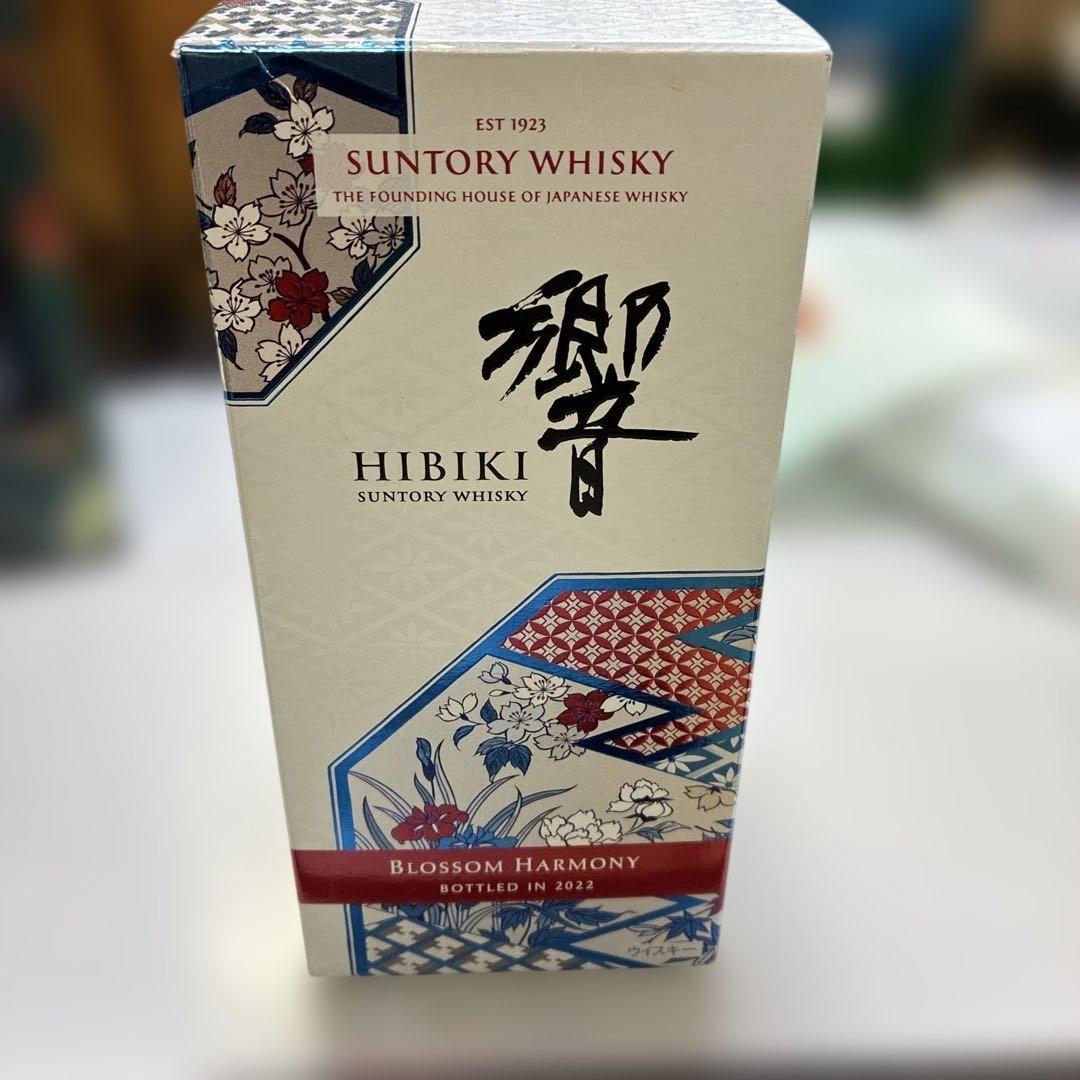 EST 1923
SUNTORY WHISKY
THE FOUNDING HOUSE OF JAPANESE WHISKY
響
HIBIKI
SUNTORY WHISKY
BLOSSOM HARMONY
BOTTLED IN 2022
ウイスキー